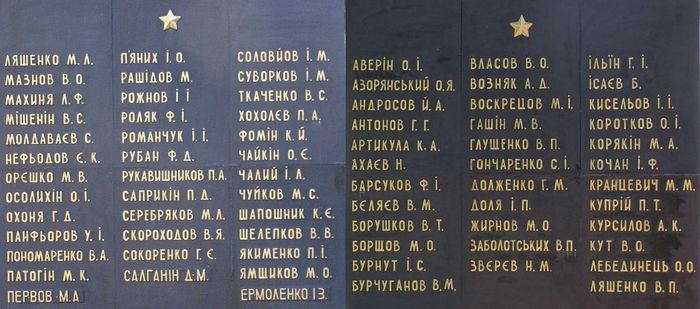 ЛЯШЕНКО М.Л.
МАЗНОВ В.О.
МАХИНЯ Л.Ф.
МІШЕНІН В.С.
МОЛДАВАЄВ С.
НЕФЬОДОВ Є.К.
ОРЄШКО М.В.
ОСОЛИХІН О.І.
ОХОНЯ Г.Д.
ПАНФЬОРОВ У.І.
ПОНОМАРЕНКО В.А.
ПАТОГІН М.К.
ПЕРВОВ М.А.
П'ЯНИХ І.О.
РАШІДОВ М.
РОЖНОВ І І
РОЛЯК Ф.І.
РОМАНЧУК І.І.
РУБАН Ф.Д.
РУКАВИШНИКОВ П.А.
САПРИКІН П.Д.
СЕРЕБРЯКОВ М.Л.
СКОРОХОДОВ В.Я.
СОКОРЕНКО Г.Є.
САЛГАНІН Д.М.
СОЛОВЙОВ І.М.
СУВОРКОВ І.М.
ТКАЧЕНКО В.С.
ХОХОЛЄВ П.А.
ФОМІН К.Й.
ЧАЙКІН О.Є.
ЧАЛИЙ І.Л.
ЧУЙКОВ М.С.
ШАПОШНИК К.Є.
ШЕЛЕПКОВ В.В.
ЯКИМЕНКО П.І.
ЯМЩИКОВ М.О.
ЕРМОЛЕНКО І.З.
АВЕРІН О.І.
АЗОРЯНСЬКИЙ О.Я.
АНДРОСОВ Й.А.
АНТОНОВ Г.Г.
АРТИКУЛА К.А.
АХАЄВ Н.
БАРСУКОВ Ф.І.
БЄЛЯЄВ В.М.
БОРУШКОВ В.Т.
БОРЩОВ М.О.
БУРНУТ І.С.
БУРЧУГАНОВ В.М.
ВЛАСОВ В.О.
ВОЗНЯК А.Д.
ВОСКРЕЦОВ М.І.
ГАШІН М.В.
ГЛУЩЕНКО В.П.
ГОНЧАРЕНКО С.І.
ДОЛЖЕНКО Г.М.
ДОЛЯ І.П.
ЖИРНОВ М.О.
ЗАБОЛОТСЬКИХ В.П.
ЗВЄРЄВ Н.М.
ІЛЬЇН Г.І.
ІСАЄВ Б.
КИСЕЛЬОВ І.І.
КОРОТКОВ О.І.
КОРЯКІН М.А.
КОЧАН І.Ф.
КРАНЦЕВИЧ М.М.
КУПРІЙ П.Т.
КУРСИЛОВ А.К.
КУТ В.О.
ЛЕБЕДИНЕЦЬ О.О.
ЛЯШЕНКО В.П.